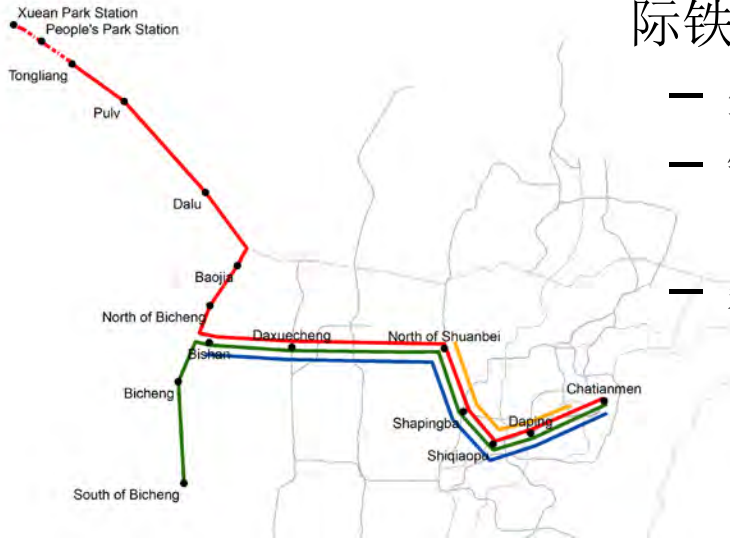 Xuean Park Station
People's Park Station
际铁
Tongliang
Pulv
Dalu
Baojia
North of Bicheng
Daxuecheng
North of Shuanbei
Bishan
Bicheng
Chatianmen
Shapingba
Daping
Shiqiaopu
South of Bicheng